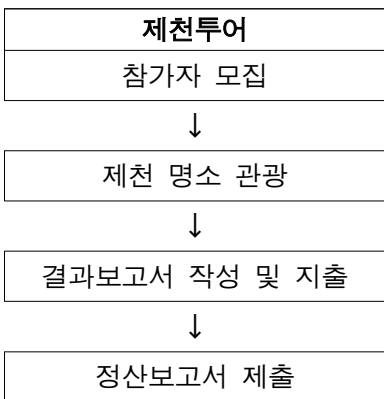 제천투어
참가자 모집
↓
제천 명소 관광
↓
결과보고서 작성 및 지출
↓
정산보고서 제출